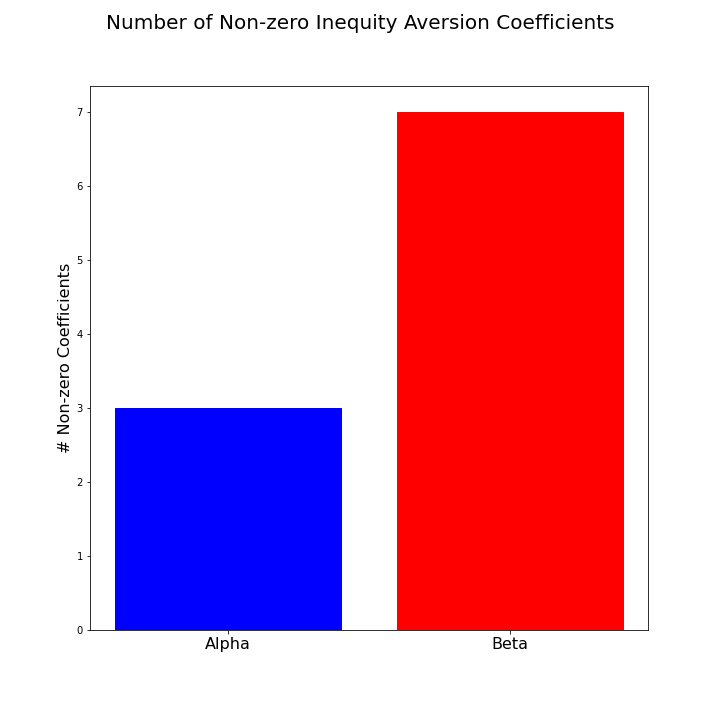 Number of Non-zero Inequity Aversion Coefficients
# Non-zero Coefficients
7
6
5
4
3
2
1
0
Alpha Beta